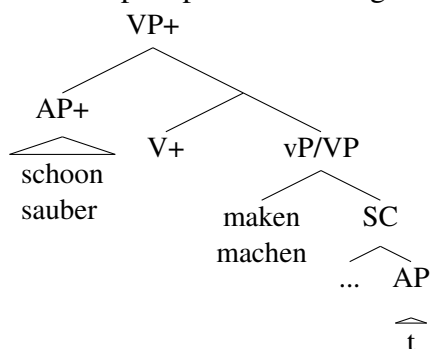 VP+
AP+
V+ vP/VP
schoon
sauber
maken SC
machen
... AP
t